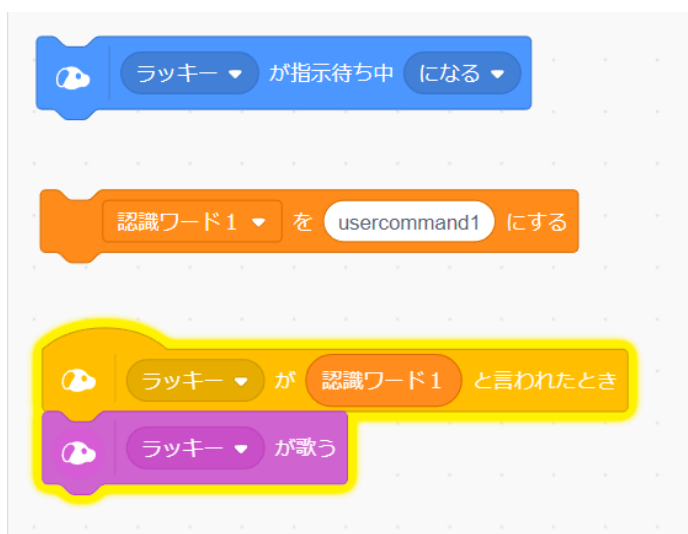 ラッキー が指示待ち中 になる
認識ワード1 を usercommand1 にする
ラッキー が 認識ワード1 と言われたとき
ラッキー が歌う